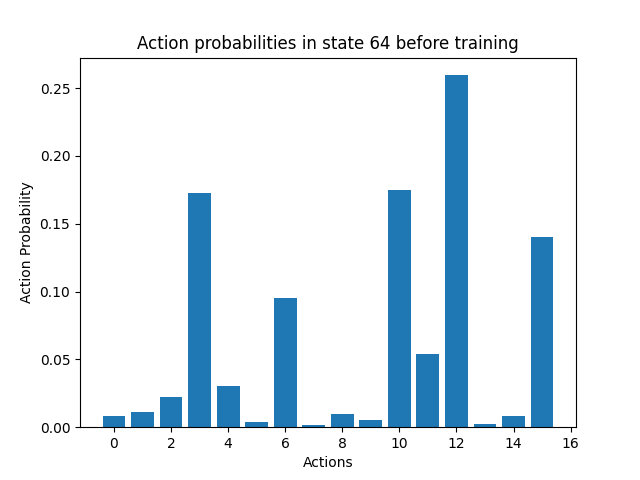 Action probabilities in state 64 before training
0.25
0.20
0.15
0.10
0.05
0.00
Action Probability
0 2 4 6 8 10 12 14 16
Actions